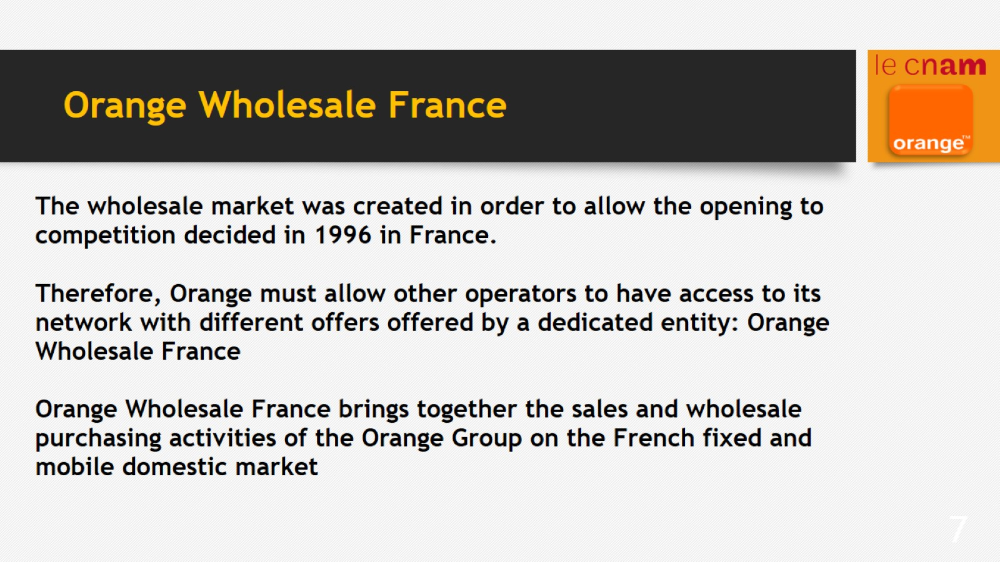 le cnam
Orange Wholesale France
orange™
The wholesale market was created in order to allow the opening to
competition decided in 1996 in France.
Therefore, Orange must allow other operators to have access to its
network with different offers offered by a dedicated entity: Orange
Wholesale France
Orange Wholesale France brings together the sales and wholesale
purchasing activities of the Orange Group on the French fixed and
mobile domestic market
7